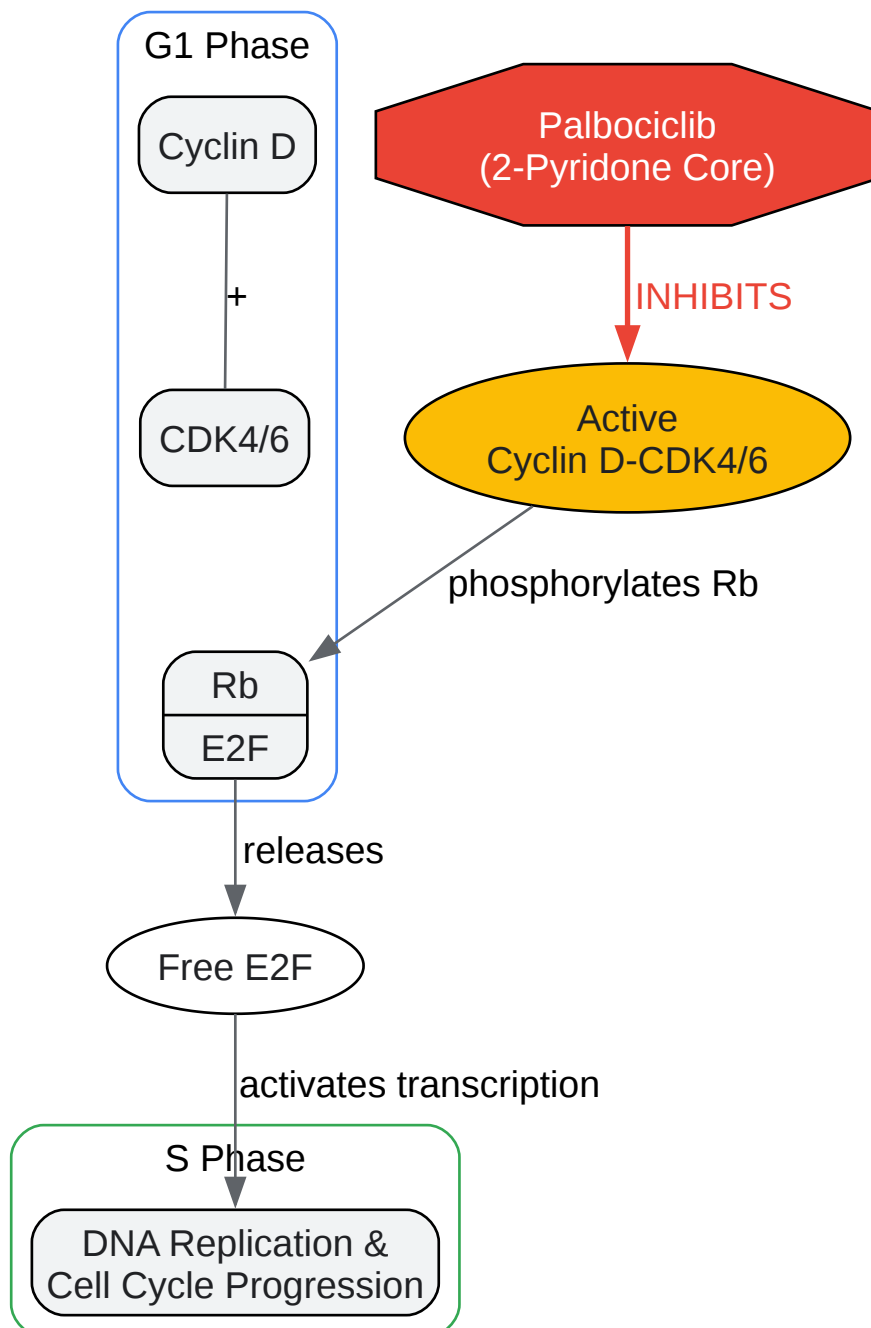 G1 Phase
Cyclin D
Palbociclib
(2-Pyridone Core)
+
INHIBITS
CDK4/6
Active
Cyclin D-CDK4/6
phosphorylates Rb
Rb
E2F
releases
Free E2F
activates transcription
S Phase
DNA Replication &
Cell Cycle Progression